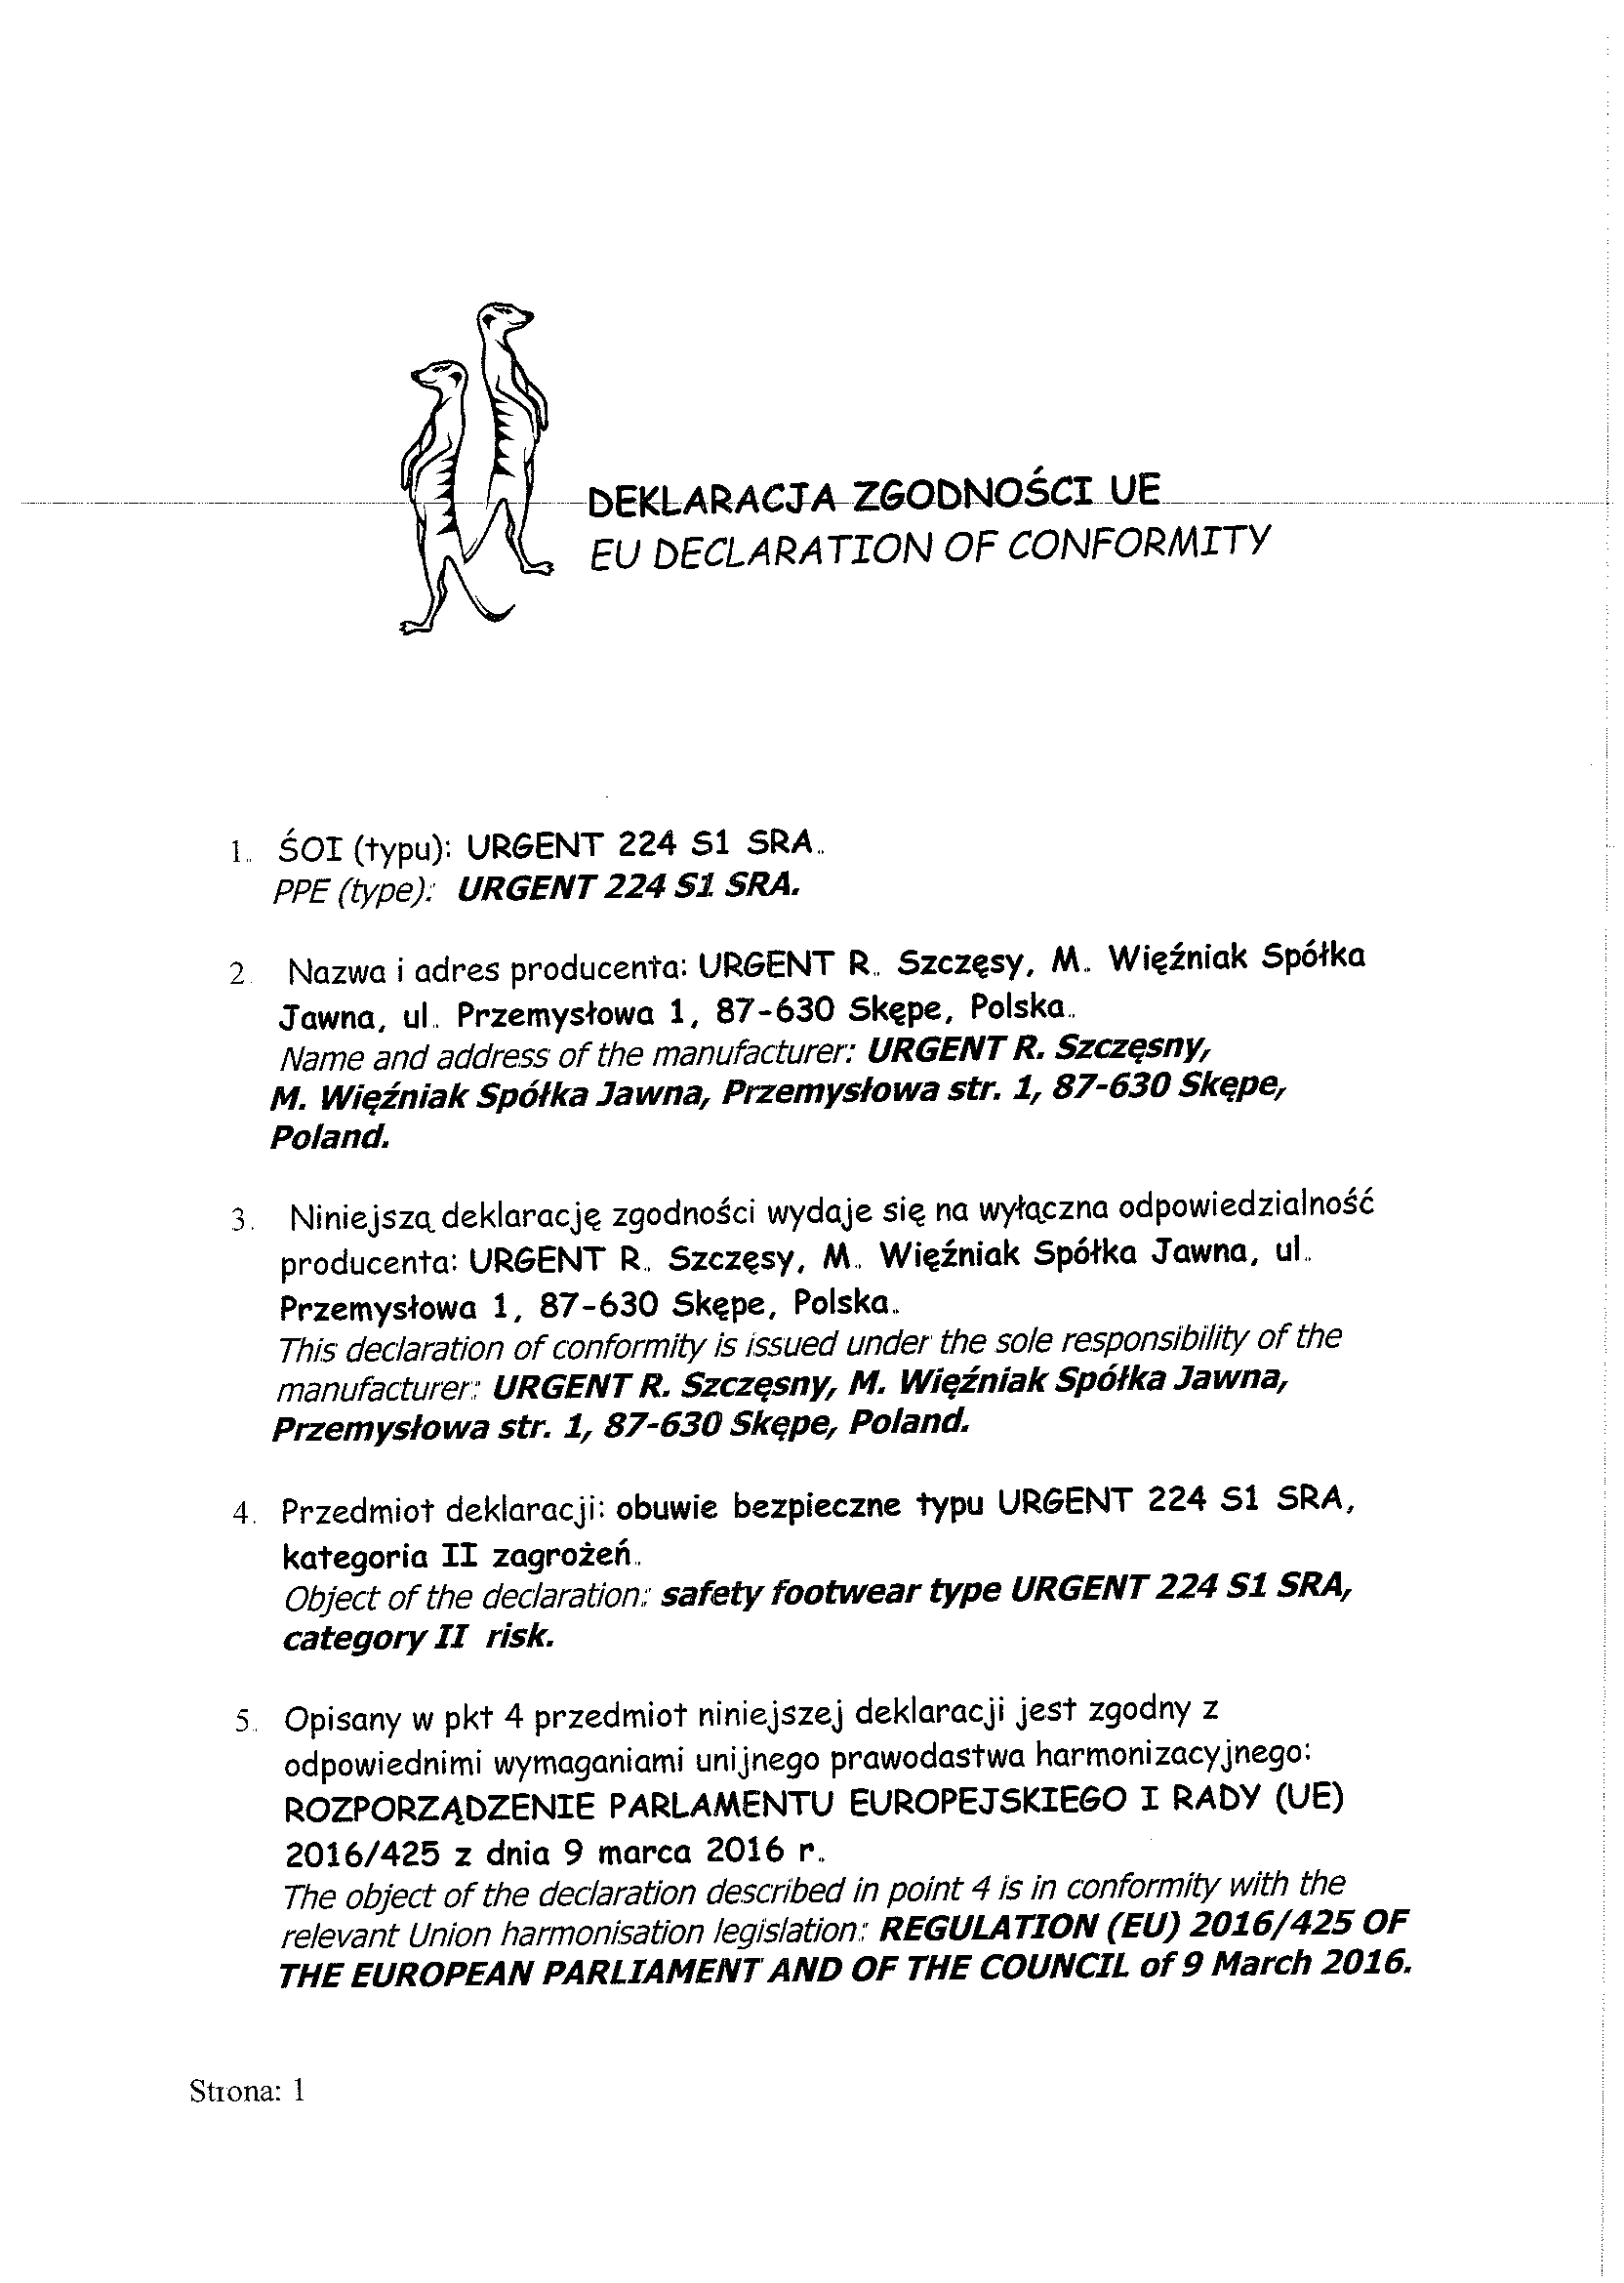 DEKLARACJA ZGODNOŚCI UE
EU DECLARATION OF CONFORMITY
1. ŚOI (typu): URGENT 224 S1 SRA.
PPE (type): URGENT 224 S1 SRA.
2. Nazwa i adres producenta: URGENT R. Szczęsy, M. Więźniak Spółka
Jawna, ul. Przemysłowa 1, 87-630 Skępe, Polska.
Name and address of the manufacturer: URGENT R. Szczęsny,
M. Więźniak Spółka Jawna, Przemysłowa str. 1, 87-630 Skępe,
Poland.
3. Niniejszą deklarację zgodności wydaje się na wyłączna odpowiedzialność
producenta: URGENT R. Szczęsy, M. Więźniak Spółka Jawna, ul.
Przemysłowa 1, 87-630 Skępe, Polska.
This declaration of conformity is issued under the sole responsibility of the
manufacturer: URGENT R. Szczęsny, M. Więźniak Spółka Jawna,
Przemysłowa str. 1, 87-630 Skępe, Poland.
4. Przedmiot deklaracji: obuwie bezpieczne typu URGENT 224 S1 SRA,
kategoria II zagrożeń.
Object of the declaration: safety footwear type URGENT 224 S1 SRA,
category II risk.
5. Opisany w pkt 4 przedmiot niniejszej deklaracji jest zgodny z
odpowiednimi wymaganiami unijnego prawodastwa harmonizacyjnego:
ROZPORZĄDZENIE PARLAMENTU EUROPEJSKIEGO I RADY (UE)
2016/425 z dnia 9 marca 2016 r.
The object of the declaration described in point 4 is in conformity with the
relevant Union harmonisation legislation: REGULATION (EU) 2016/425 OF
THE EUROPEAN PARLIAMENT AND OF THE COUNCIL of 9 March 2016.
Strona: 1